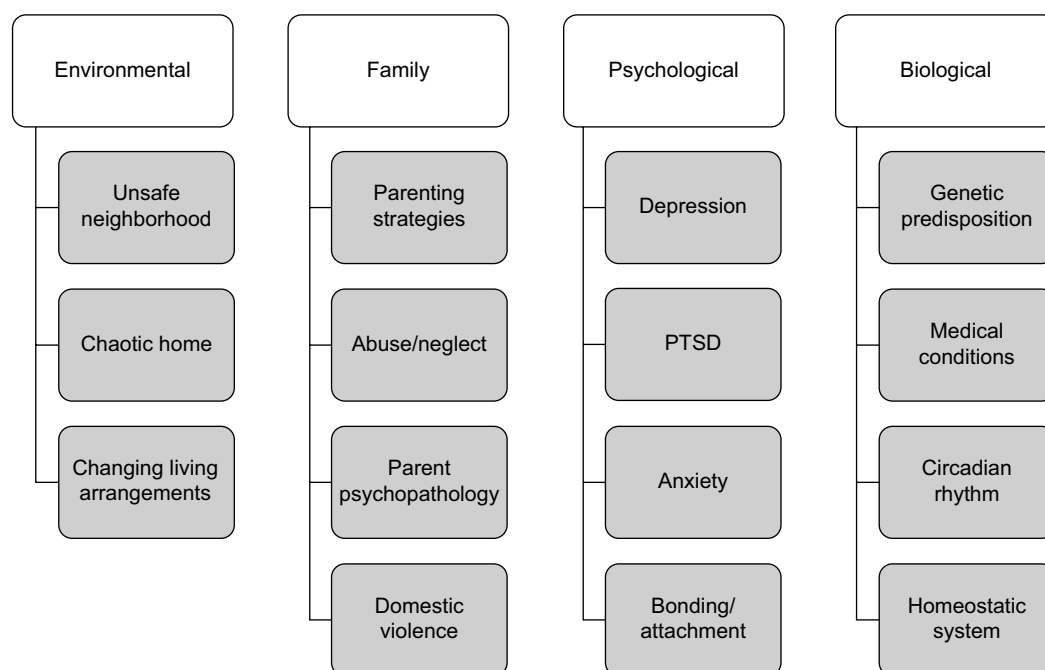 Environmental
Unsafe
neighborhood
Chaotic home
Changing living
arrangements
Family
Parenting
strategies
Abuse/neglect
Parent
psychopathology
Domestic
violence
Psychological
Depression
PTSD
Anxiety
Bonding/
attachment
Biological
Genetic
predisposition
Medical
conditions
Circadian
rhythm
Homeostatic
system